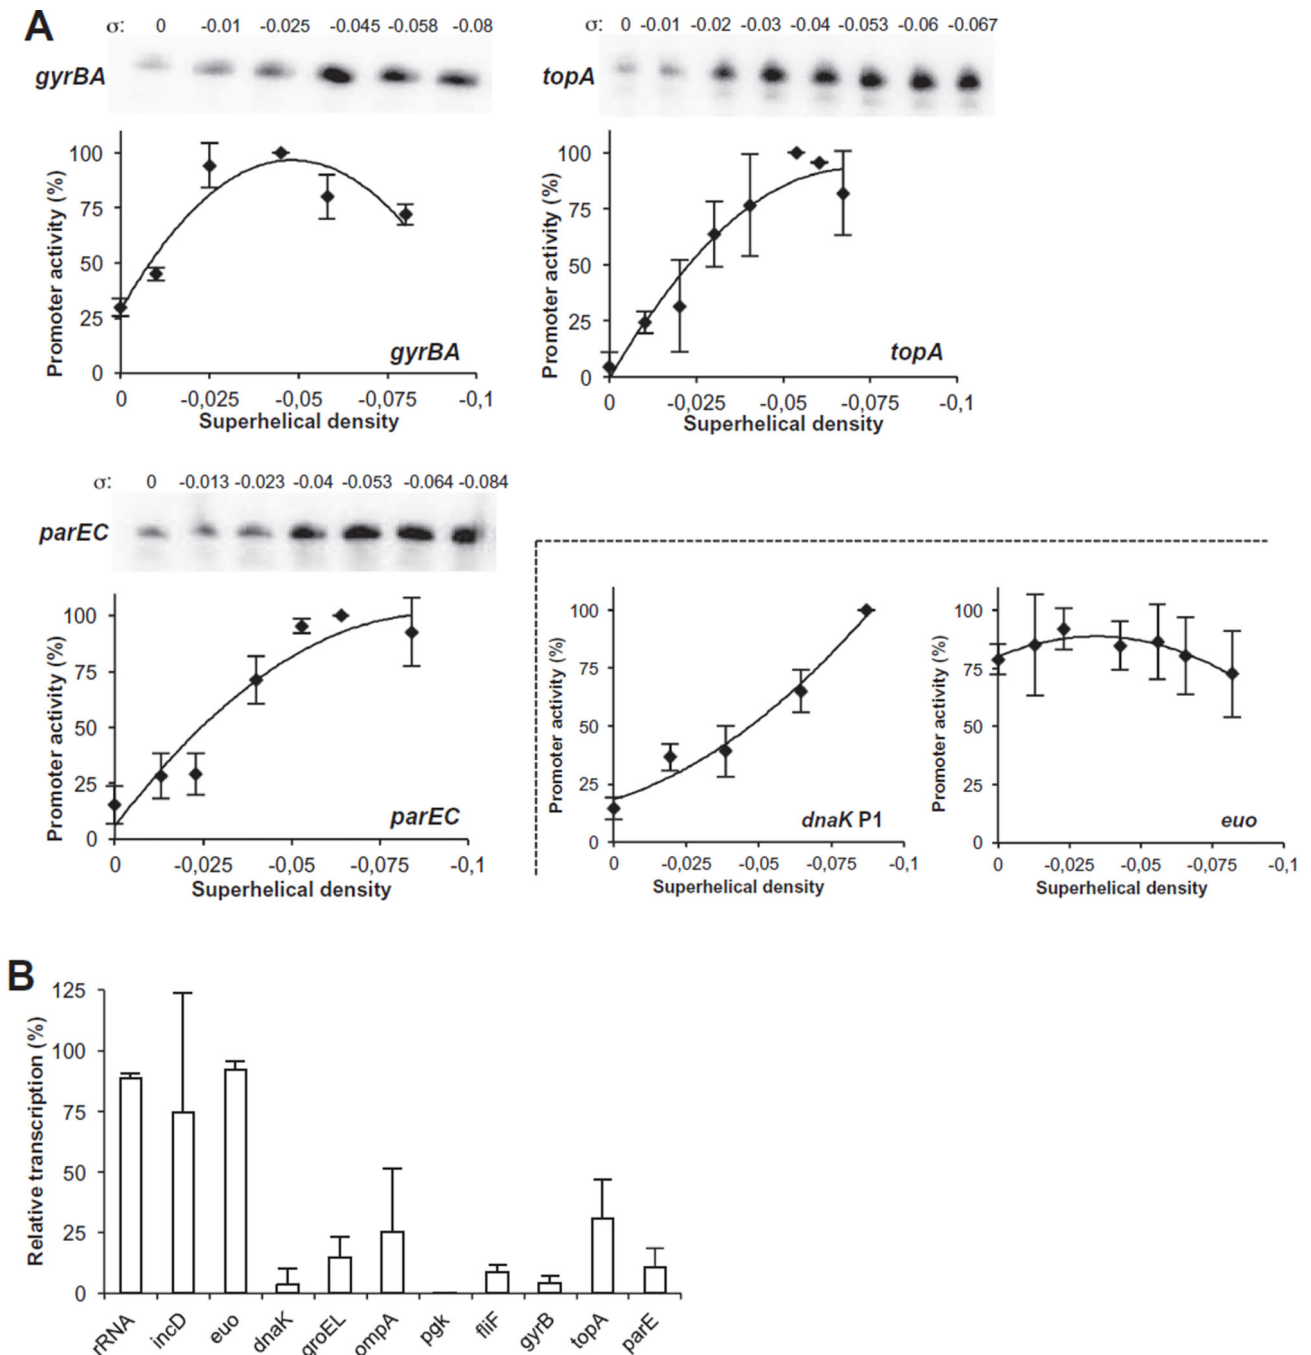 A
σ: 0 -0.01 -0.025 -0.045 -0.058 -0.08
gyrBA
Promoter activity (%)
100
75
50
25
0
gyrBA
0 -0,025 -0,05 -0,075 -0,1
Superhelical density
σ: 0 -0.01 -0.02 -0.03 -0.04 -0.053 -0.06 -0.067
topA
Promoter activity (%)
100
75
50
25
0
topA
0 -0,025 -0,05 -0,075 -0,1
Superhelical density
σ: 0 -0.013 -0.023 -0.04 -0.053 -0.064 -0.084
parEC
Promoter activity (%)
100
75
50
25
0
parEC
0 -0,025 -0,05 -0,075 -0,1
Superhelical density
Promoter activity (%)
100
75
50
25
0
dnaK P1
0 -0,025 -0,05 -0,075 -0,1
Superhelical density
Promoter activity (%)
100
75
50
25
0
euo
0 -0,025 -0,05 -0,075 -0,1
Superhelical density
B
Relative transcription (%)
125
100
75
50
25
0
rRNA incD euo dnaK groEL ompA pgk fliF gyrB topA parE